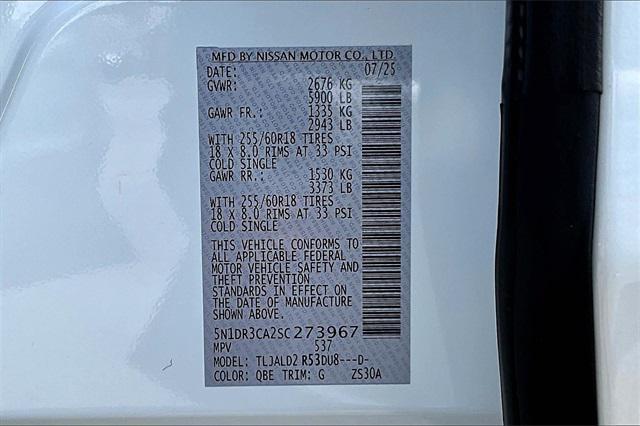 MFD BY NISSAN MOTOR CO., LTD.
DATE: 07/25
GVWR: 2676 KG
5900 LB
GAWR FR.: 1335 KG
2943 LB
WITH 255/60R18 TIRES
18 X 8.0 RIMS AT 33 PSI
COLD SINGLE
GAWR RR.: 1530 KG
3373 LB
WITH 255/60R18 TIRES
18 X 8.0 RIMS AT 33 PSI
COLD SINGLE
THIS VEHICLE CONFORMS TO
ALL APPLICABLE FEDERAL
MOTOR VEHICLE SAFETY AND
THEFT PREVENTION
STANDARDS IN EFFECT ON
THE DATE OF MANUFACTURE
SHOWN ABOVE.
5N1DR3CA2SC273967
MPV 537
MODEL: TLJALD2 R53DU8---D-
COLOR: QBE TRIM: G ZS30A